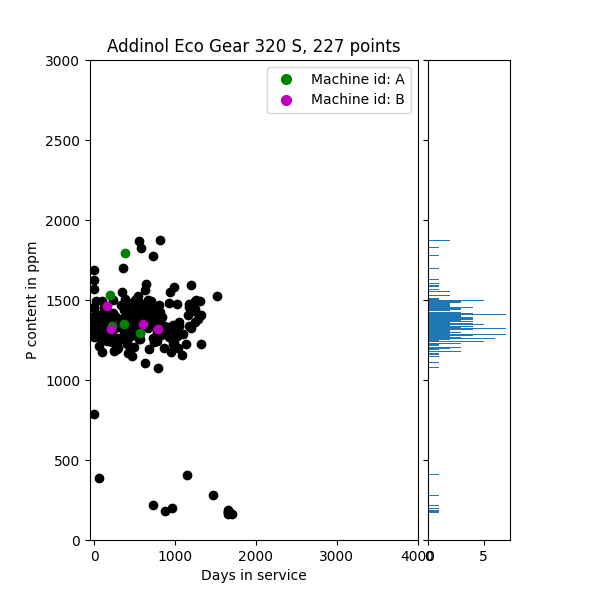 Addinol Eco Gear 320 S, 227 points
Machine id: A
Machine id: B
P content in ppm
3000
2500
2000
1500
1000
500
0
0 1000 2000 3000 4000
0 5
Days in service